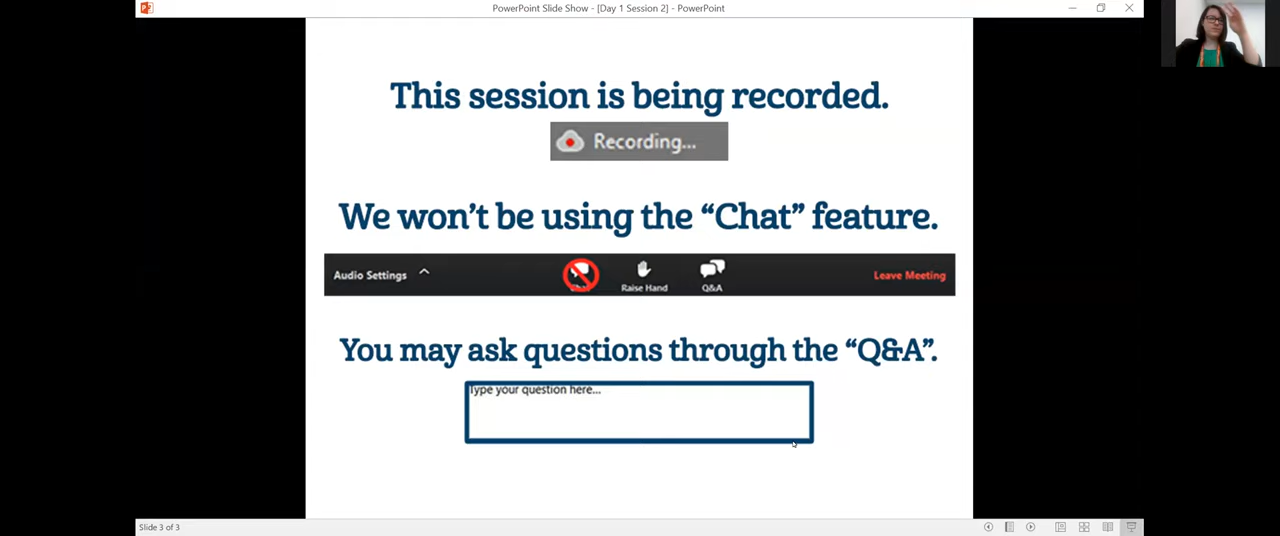 PowerPoint Slide Show - [Day 1 Session 2] - PowerPoint
This session is being recorded.
Recording...
We won't be using the “Chat” feature.
Audio Settings
Raise Hand
Q&A
Leave Meeting
You may ask questions through the “Q&A”.
Type your question here...
Slide 3 of 3